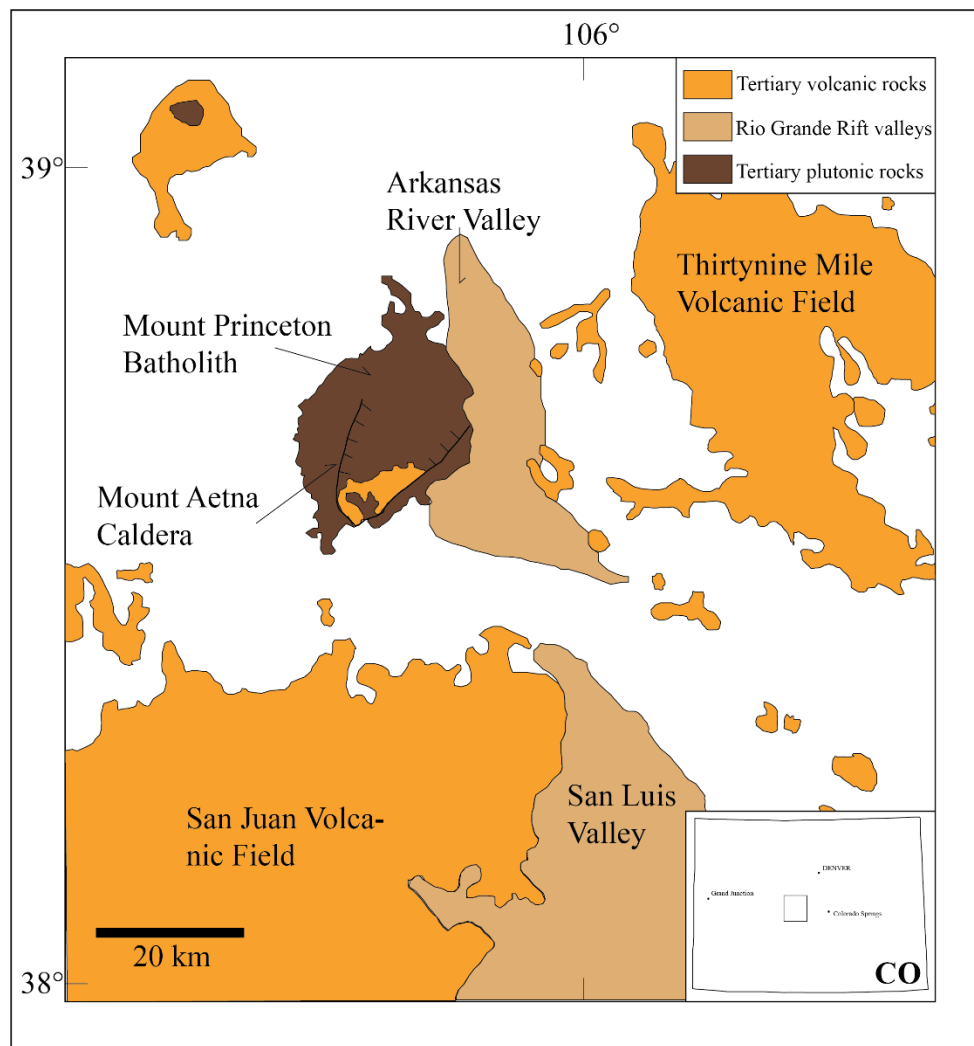 106°
Tertiary volcanic rocks
Rio Grande Rift valleys
Tertiary plutonic rocks
39°
Arkansas
River Valley
Thirtynine Mile
Volcanic Field
Mount Princeton
Batholith
Mount Aetna
Caldera
San Juan Volca-
nic Field
San Luis
Valley
20 km
38°
DENVER
Grand Junction
Colorado Springs
CO